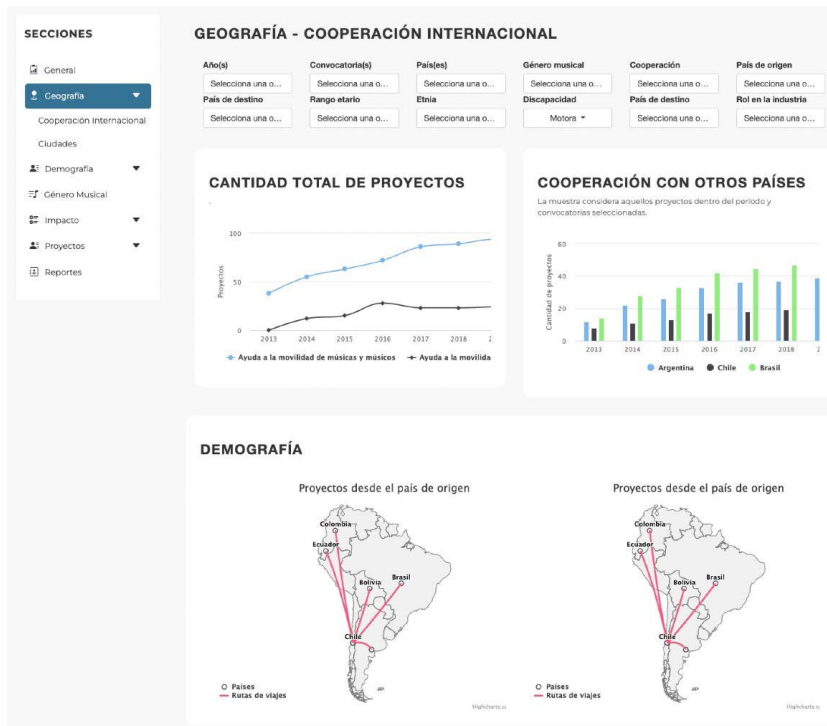 SECCIONES
General
Geografía
Cooperación Internacional
Ciudades
Demografía
Género Musical
Impacto
Proyectos
Reportes
GEOGRAFÍA - COOPERACIÓN INTERNACIONAL
Año(s) Convocatoria(s) País(es) Género musical Cooperación País de origen
Selecciona una o... Selecciona una o... Selecciona una o... Selecciona una o... Selecciona una o... Selecciona una o...
País de destino Rango etario Etnia Discapacidad País de destino Rol en la industria
Selecciona una o... Selecciona una o... Selecciona una o... Motora Selecciona una o... Selecciona una o...
CANTIDAD TOTAL DE PROYECTOS
.
Proyectos
100
50
0
2013 2014 2015 2016 2017 2018 2
Ayuda a la movilidad de músicas y músicos Ayuda a la movilida
COOPERACIÓN CON OTROS PAÍSES
La muestra considera aquellos proyectos dentro del período y
convocatorias seleccionadas.
Cantidad de proyectos
60
40
20
0
2013 2014 2015 2016 2017 2018 2
Argentina Chile Brasil
DEMOGRAFÍA
Proyectos desde el país de origen
Colombia
Ecuador
Bolivia
Brasil
Chile
Países
Rutas de viajes
Highcharts.c
Proyectos desde el país de origen
Colombia
Ecuador
Bolivia
Brasil
Chile
Países
Rutas de viajes
Highcharts.c